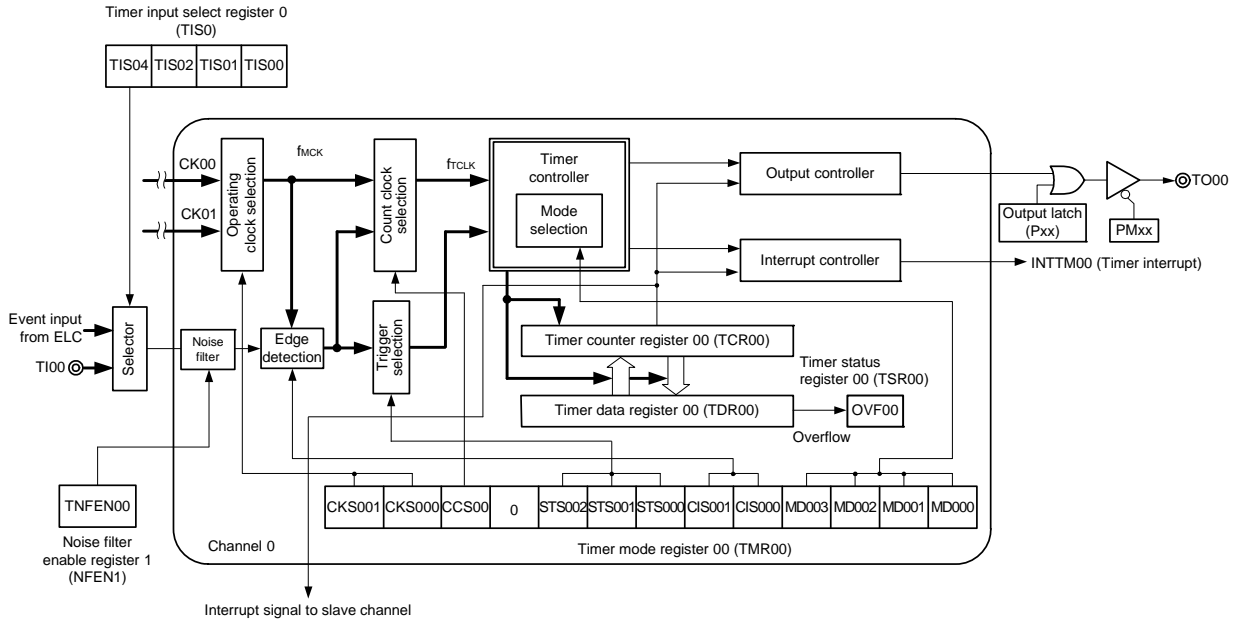 Timer input select register 0
(TIS0)
TIS04 TIS02 TIS01 TIS00
CK00
CK01
Operating
clock selection
fMCK
Count clock
selection
fTCLK
Timer
controller
Mode
selection
Output controller
Interrupt controller
Output latch
(Pxx)
PMxx
TO00
INTTM00 (Timer interrupt)
Event input
from ELC
TI00
Selector
Noise
filter
Edge
detection
Trigger
selection
Timer counter register 00 (TCR00)
Timer status
register 00 (TSR00)
Timer data register 00 (TDR00)
OVF00
Overflow
TNFEN00
Noise filter
enable register 1
(NFEN1)
CKS001 CKS000 CCS00 0 STS002 STS001 STS000 CIS001 CIS000 MD003 MD002 MD001 MD000
Channel 0
Timer mode register 00 (TMR00)
Interrupt signal to slave channel